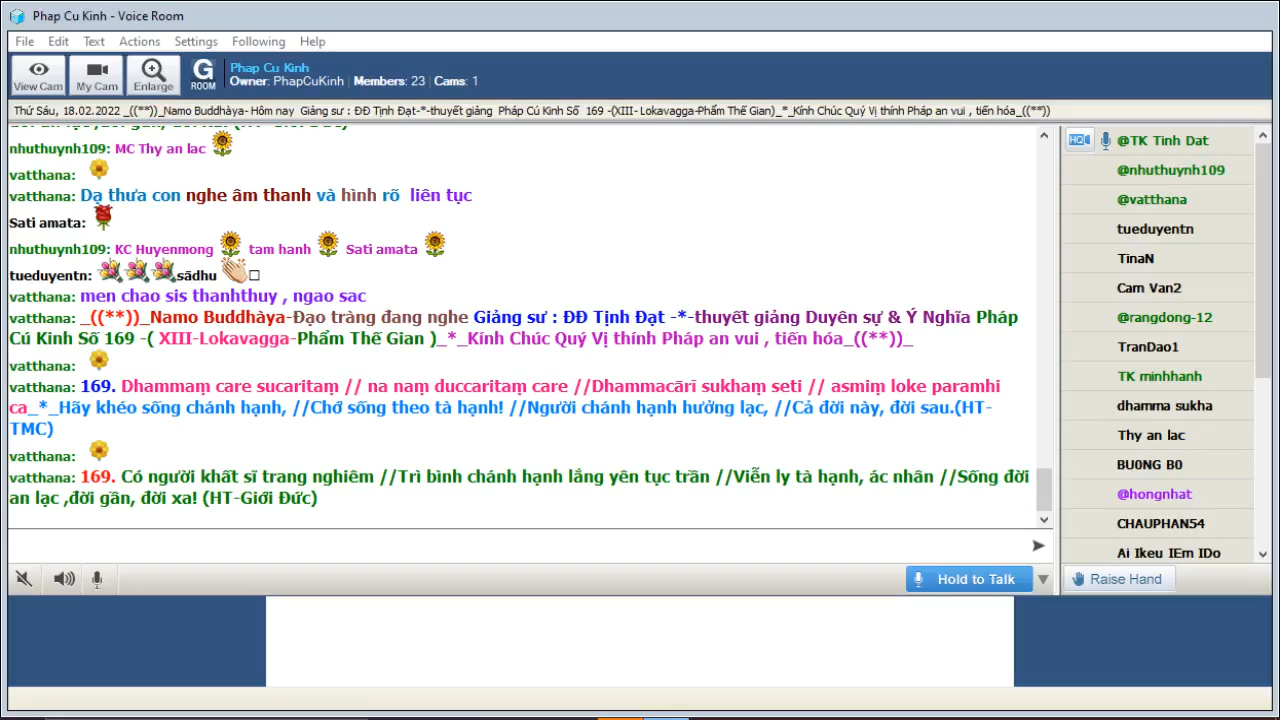 Phap Cu Kinh - Voice Room
File Edit Text Actions Settings Following Help
View Cam My Cam Enlarge G ROOM
Phap Cu Kinh
Owner: PhapCuKinh Members: 23 Cams: 1
Thứ Sáu, 18.02.2022 _((**))_Namo Buddhàya- Hôm nay Giảng sư : ĐĐ Tịnh Đạt-*-thuyết giảng Pháp Cú Kinh Số 169 -(XIII- Lokavagga-Phẩm Thế Gian)_*_Kính Chúc Quý Vị thính Pháp an vui , tiến hóa_((**))
nhuthuynh109: MC Thy an lac
vatthana:
vatthana: Dạ thưa con nghe âm thanh và hình rõ liên tục
Sati amata:
nhuthuynh109: KC Huyenmong tam hanh Sati amata
tueduyentn: sādhu
vatthana: men chao sis thanhthuy , ngao sac
vatthana: _((**))_Namo Buddhàya-Đạo tràng đang nghe Giảng sư : ĐĐ Tịnh Đạt -*-thuyết giảng Duyên sự & Ý Nghĩa Pháp
Cú Kinh Số 169 -( XIII-Lokavagga-Phẩm Thế Gian )_*_Kính Chúc Quý Vị thính Pháp an vui , tiến hóa_((**))_
vatthana:
vatthana: 169. Dhammaṃ care sucaritaṃ // na naṃ duccaritaṃ care //Dhammacārī sukhaṃ seti // asmiṃ loke paramhi
ca_*_Hãy khéo sống chánh hạnh, //Chớ sống theo tà hạnh! //Người chánh hạnh hưởng lạc, //Cả đời này, đời sau.(HT-
TMC)
vatthana:
vatthana: 169. Có người khất sĩ trang nghiêm //Trì bình chánh hạnh lắng yên tục trần //Viễn ly tà hạnh, ác nhân //Sống đời
an lạc ,đời gần, đời xa! (HT-Giới Đức)
HQ @TK Tinh Dat
@nhuthuynh109
@vatthana
tueduyentn
TinaN
Cam Van2
@rangdong-12
TranDao1
TK minhhanh
dhamma sukha
Thy an lac
BU0NG B0
@hongnhat
CHAUPHAN54
Ai Ikeu IEm IDo
Hold to Talk
Raise Hand